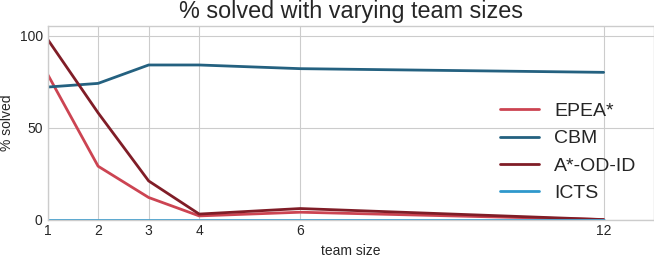 % solved with varying team sizes
100
50
0
% solved
EPEA*
CBM
A*-OD-ID
ICTS
1 2 3 4 6 12
team size